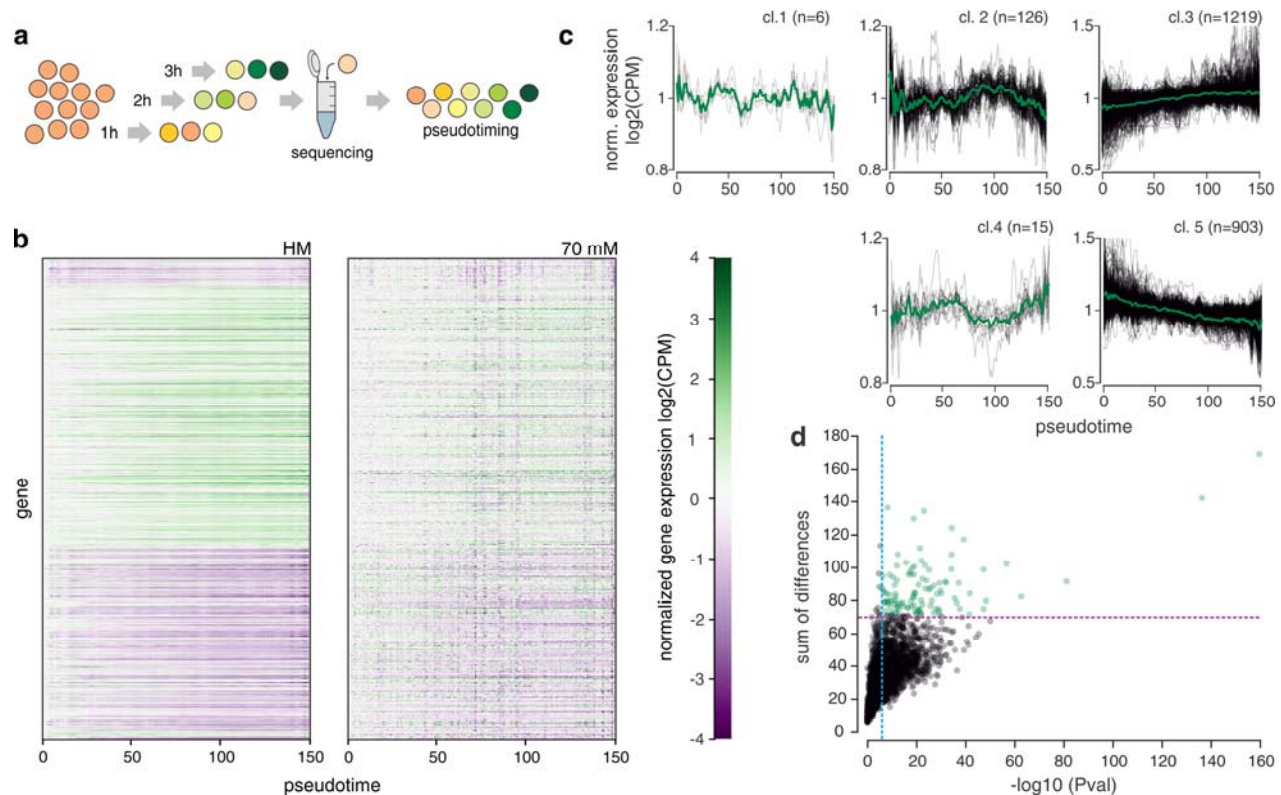 a
3h
2h
1h
sequencing
pseudotiming
b
HM
70 mM
gene
0
50
100
150
0
50
100
150
pseudotime
4
3
2
1
0
-1
-2
-3
-4
normalized gene expression log2(CPM)
c
norm. expression
log2(CPM)
cl.1 (n=6)
1.2
1
0.8
0
50
100
150
cl. 2 (n=126)
1.2
1
0.8
0
50
100
150
cl.3 (n=1219)
1.5
1
0.5
0
50
100
150
cl.4 (n=15)
1.2
1
0.8
0
50
100
150
cl. 5 (n=903)
1.5
1
0.5
0
50
100
150
pseudotime
d
sum of differences
180
160
140
120
100
80
60
40
20
0
0
20
40
60
80
100
120
140
160
-log10 (Pval)